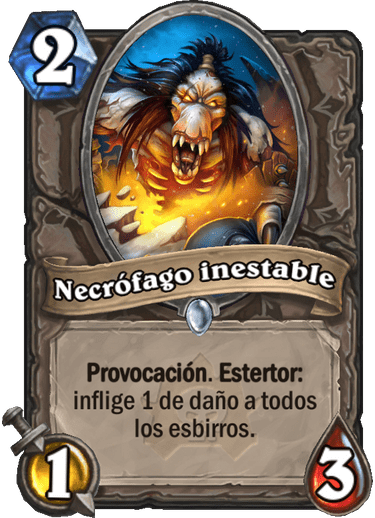 2
Necrófago inestable
Provocación. Estertor:
inflige 1 de daño a todos
los esbirros.
1
3